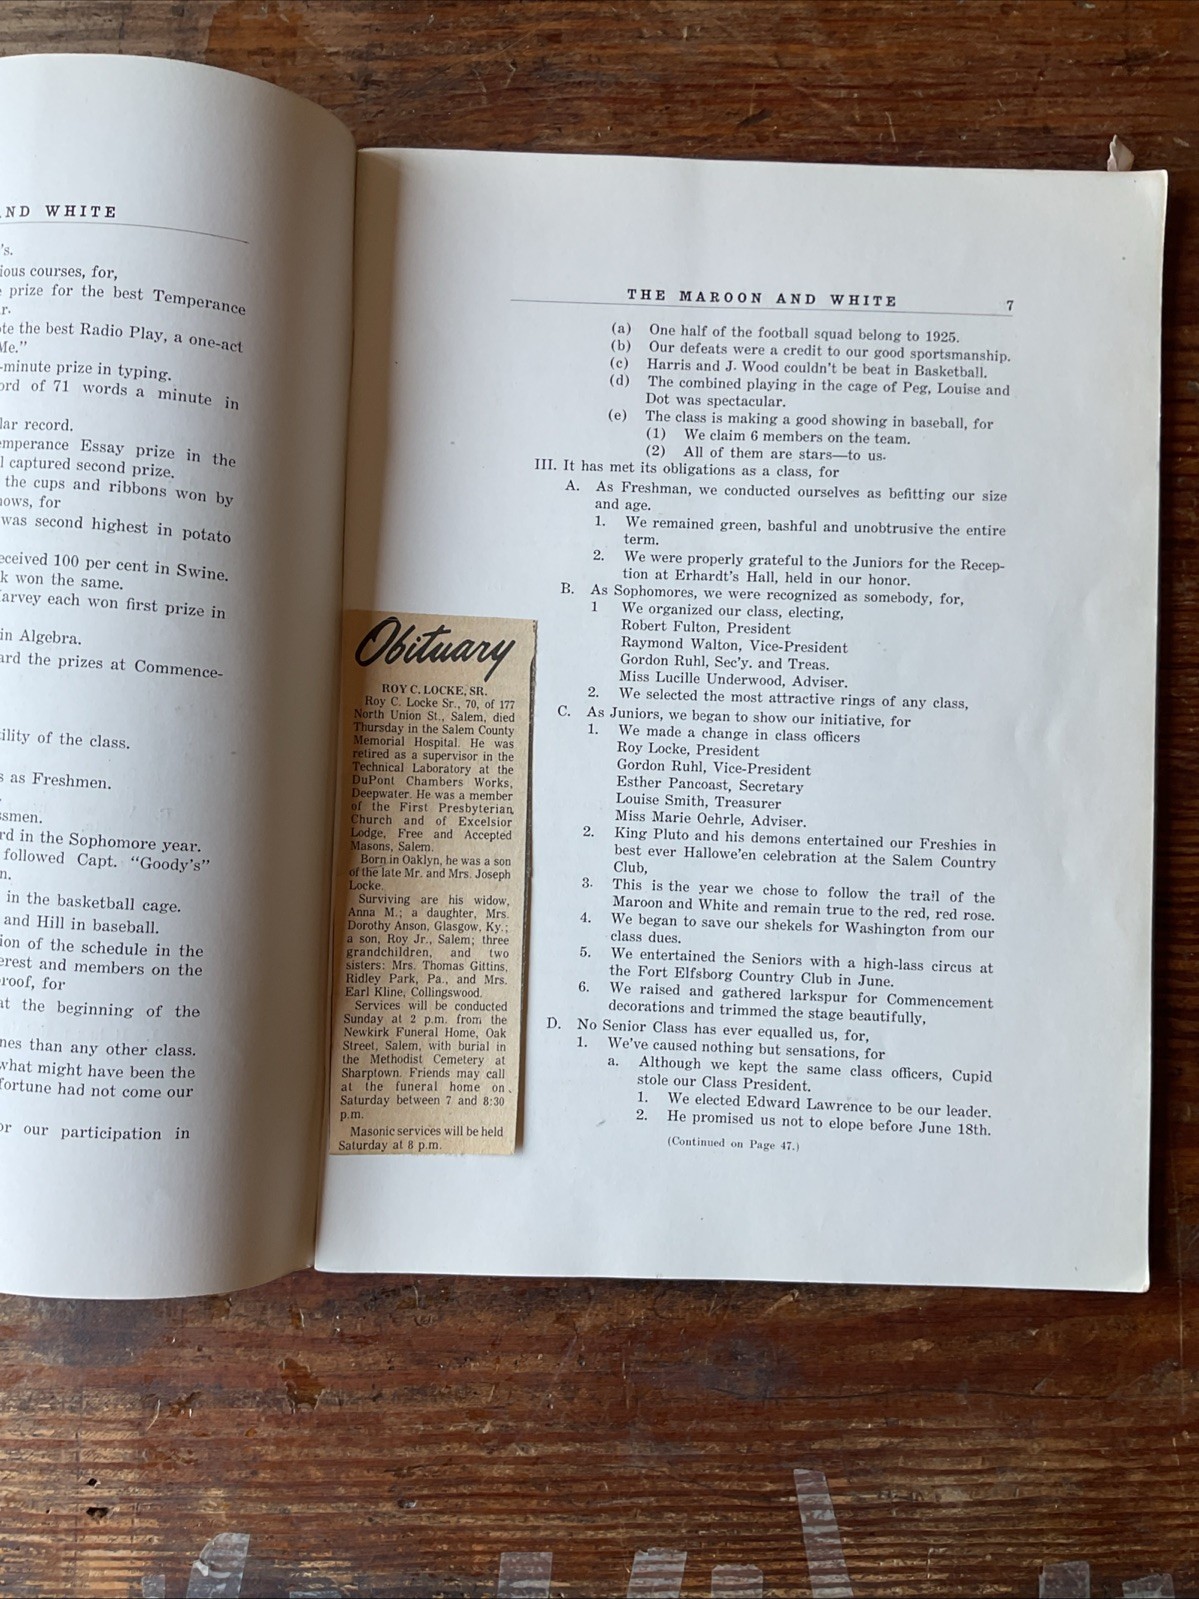 AND WHITE
's.
ious courses, for,
prize for the best Temperance
r.
te the best Radio Play, a one-act
Me."
-minute prize in typing.
ord of 71 words a minute in
lar record.
emperance Essay prize in the
l captured second prize.
the cups and ribbons won by
hows, for
was second highest in potato
eceived 100 per cent in Swine.
k won the same.
Harvey each won first prize in
in Algebra.
ard the prizes at Commence-
ility of the class.
s as Freshmen.
ssmen.
rd in the Sophomore year.
followed Capt. "Goody's"
n.
in the basketball cage.
and Hill in baseball.
ion of the schedule in the
erest and members on the
roof, for
at the beginning of the
nes than any other class.
what might have been the
fortune had not come our
or our participation in
Obituary
ROY C. LOCKE, SR.
Roy C. Locke Sr., 70, of 177
North Union St., Salem, died
Thursday in the Salem County
Memorial Hospital. He was
retired as a supervisor in the
Technical Laboratory at the
DuPont Chambers Works,
Deepwater. He was a member
of the First Presbyterian
Church and of Excelsior
Lodge, Free and Accepted
Masons, Salem.
Born in Oaklyn, he was a son
of the late Mr. and Mrs. Joseph
Locke.
Surviving are his widow,
Anna M.; a daughter, Mrs.
Dorothy Anson, Glasgow, Ky.;
a son, Roy Jr., Salem; three
grandchildren, and two
sisters: Mrs. Thomas Gittins,
Ridley Park, Pa., and Mrs.
Earl Kline, Collingswood.
Services will be conducted
Sunday at 2 p.m. from the
Newkirk Funeral Home, Oak
Street, Salem, with burial in
the Methodist Cemetery at
Sharptown. Friends may call
at the funeral home on
Saturday between 7 and 8:30
p.m.
Masonic services will be held
Saturday at 8 p.m.
THE MAROON AND WHITE 7
(a) One half of the football squad belong to 1925.
(b) Our defeats were a credit to our good sportsmanship.
(c) Harris and J. Wood couldn't be beat in Basketball.
(d) The combined playing in the cage of Peg, Louise and
Dot was spectacular.
(e) The class is making a good showing in baseball, for
(1) We claim 6 members on the team.
(2) All of them are stars—to us.
III. It has met its obligations as a class, for
A. As Freshman, we conducted ourselves as befitting our size
and age.
1. We remained green, bashful and unobtrusive the entire
term.
2. We were properly grateful to the Juniors for the Recep-
tion at Erhardt's Hall, held in our honor.
B. As Sophomores, we were recognized as somebody, for,
1 We organized our class, electing,
Robert Fulton, President
Raymond Walton, Vice-President
Gordon Ruhl, Sec'y. and Treas.
Miss Lucille Underwood, Adviser.
2. We selected the most attractive rings of any class,
C. As Juniors, we began to show our initiative, for
1. We made a change in class officers
Roy Locke, President
Gordon Ruhl, Vice-President
Esther Pancoast, Secretary
Louise Smith, Treasurer
Miss Marie Oehrle, Adviser.
2. King Pluto and his demons entertained our Freshies in
best ever Hallowe'en celebration at the Salem Country
Club,
3. This is the year we chose to follow the trail of the
Maroon and White and remain true to the red, red rose.
4. We began to save our shekels for Washington from our
class dues.
5. We entertained the Seniors with a high-lass circus at
the Fort Elfsborg Country Club in June.
6. We raised and gathered larkspur for Commencement
decorations and trimmed the stage beautifully,
D. No Senior Class has ever equalled us, for,
1. We've caused nothing but sensations, for
a. Although we kept the same class officers, Cupid
stole our Class President.
1. We elected Edward Lawrence to be our leader.
2. He promised us not to elope before June 18th.
(Continued on Page 47.)